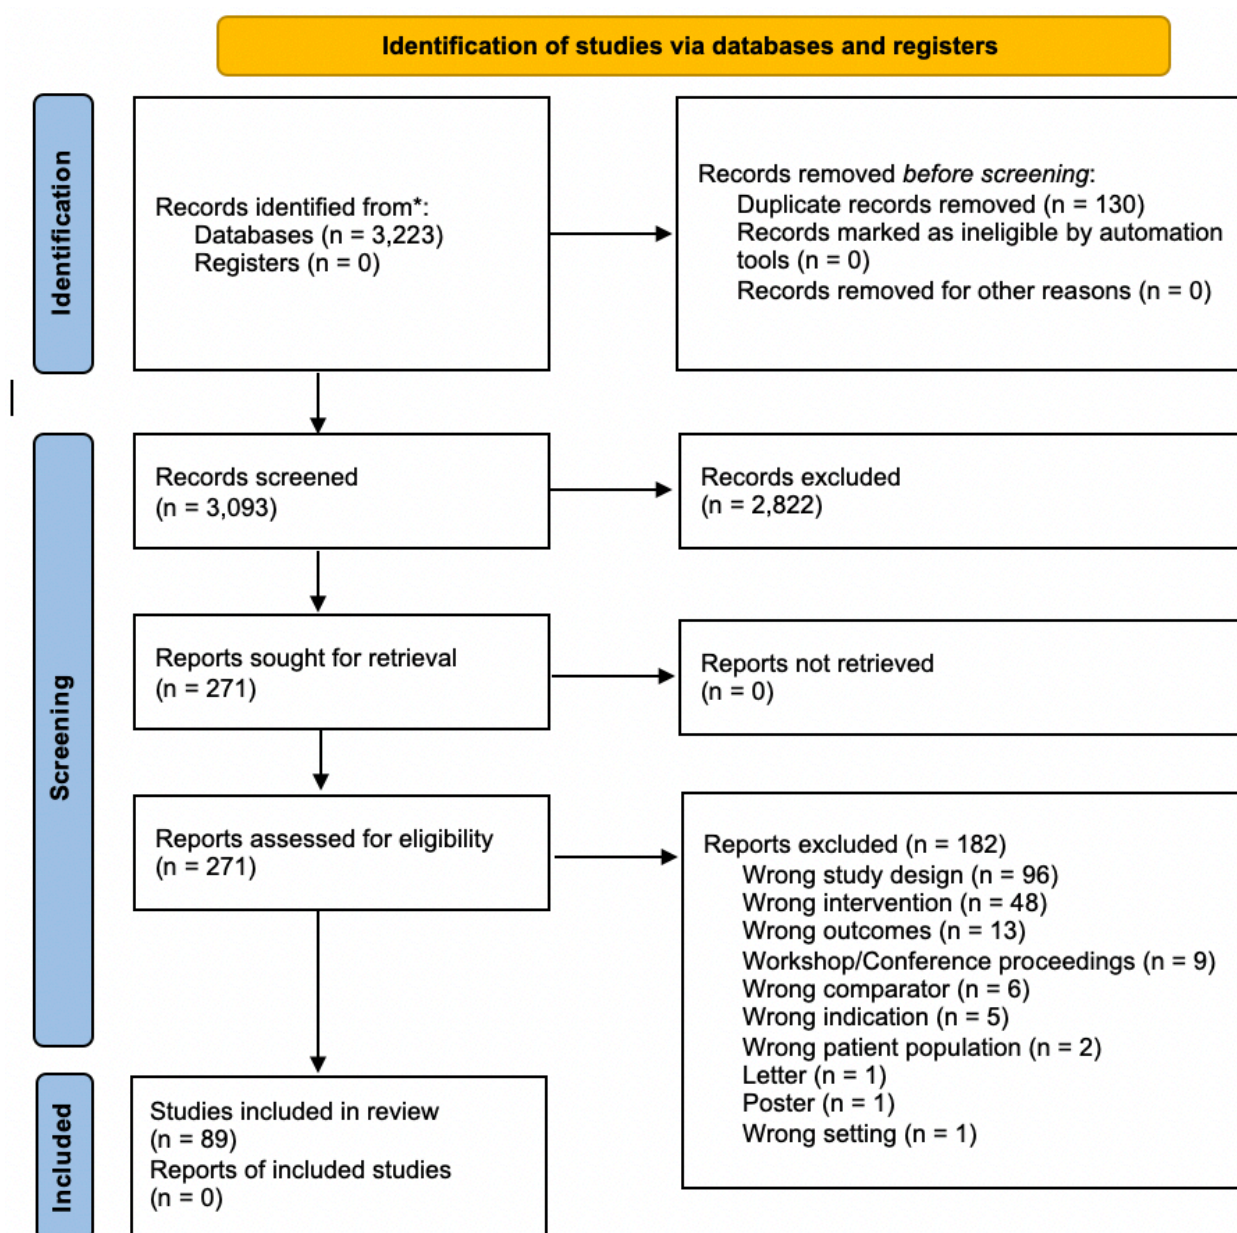 Identification of studies via databases and registers
Identification
Records identified from*:
Databases (n = 3,223)
Registers (n = 0)
Records removed before screening:
Duplicate records removed (n = 130)
Records marked as ineligible by automation
tools (n = 0)
Records removed for other reasons (n = 0)
Screening
Records screened
(n = 3,093)
Records excluded
(n = 2,822)
Reports sought for retrieval
(n = 271)
Reports not retrieved
(n = 0)
Reports assessed for eligibility
(n = 271)
Reports excluded (n = 182)
Wrong study design (n = 96)
Wrong intervention (n = 48)
Wrong outcomes (n = 13)
Workshop/Conference proceedings (n = 9)
Wrong comparator (n = 6)
Wrong indication (n = 5)
Wrong patient population (n = 2)
Letter (n = 1)
Poster (n = 1)
Wrong setting (n = 1)
Included
Studies included in review
(n = 89)
Reports of included studies
(n = 0)